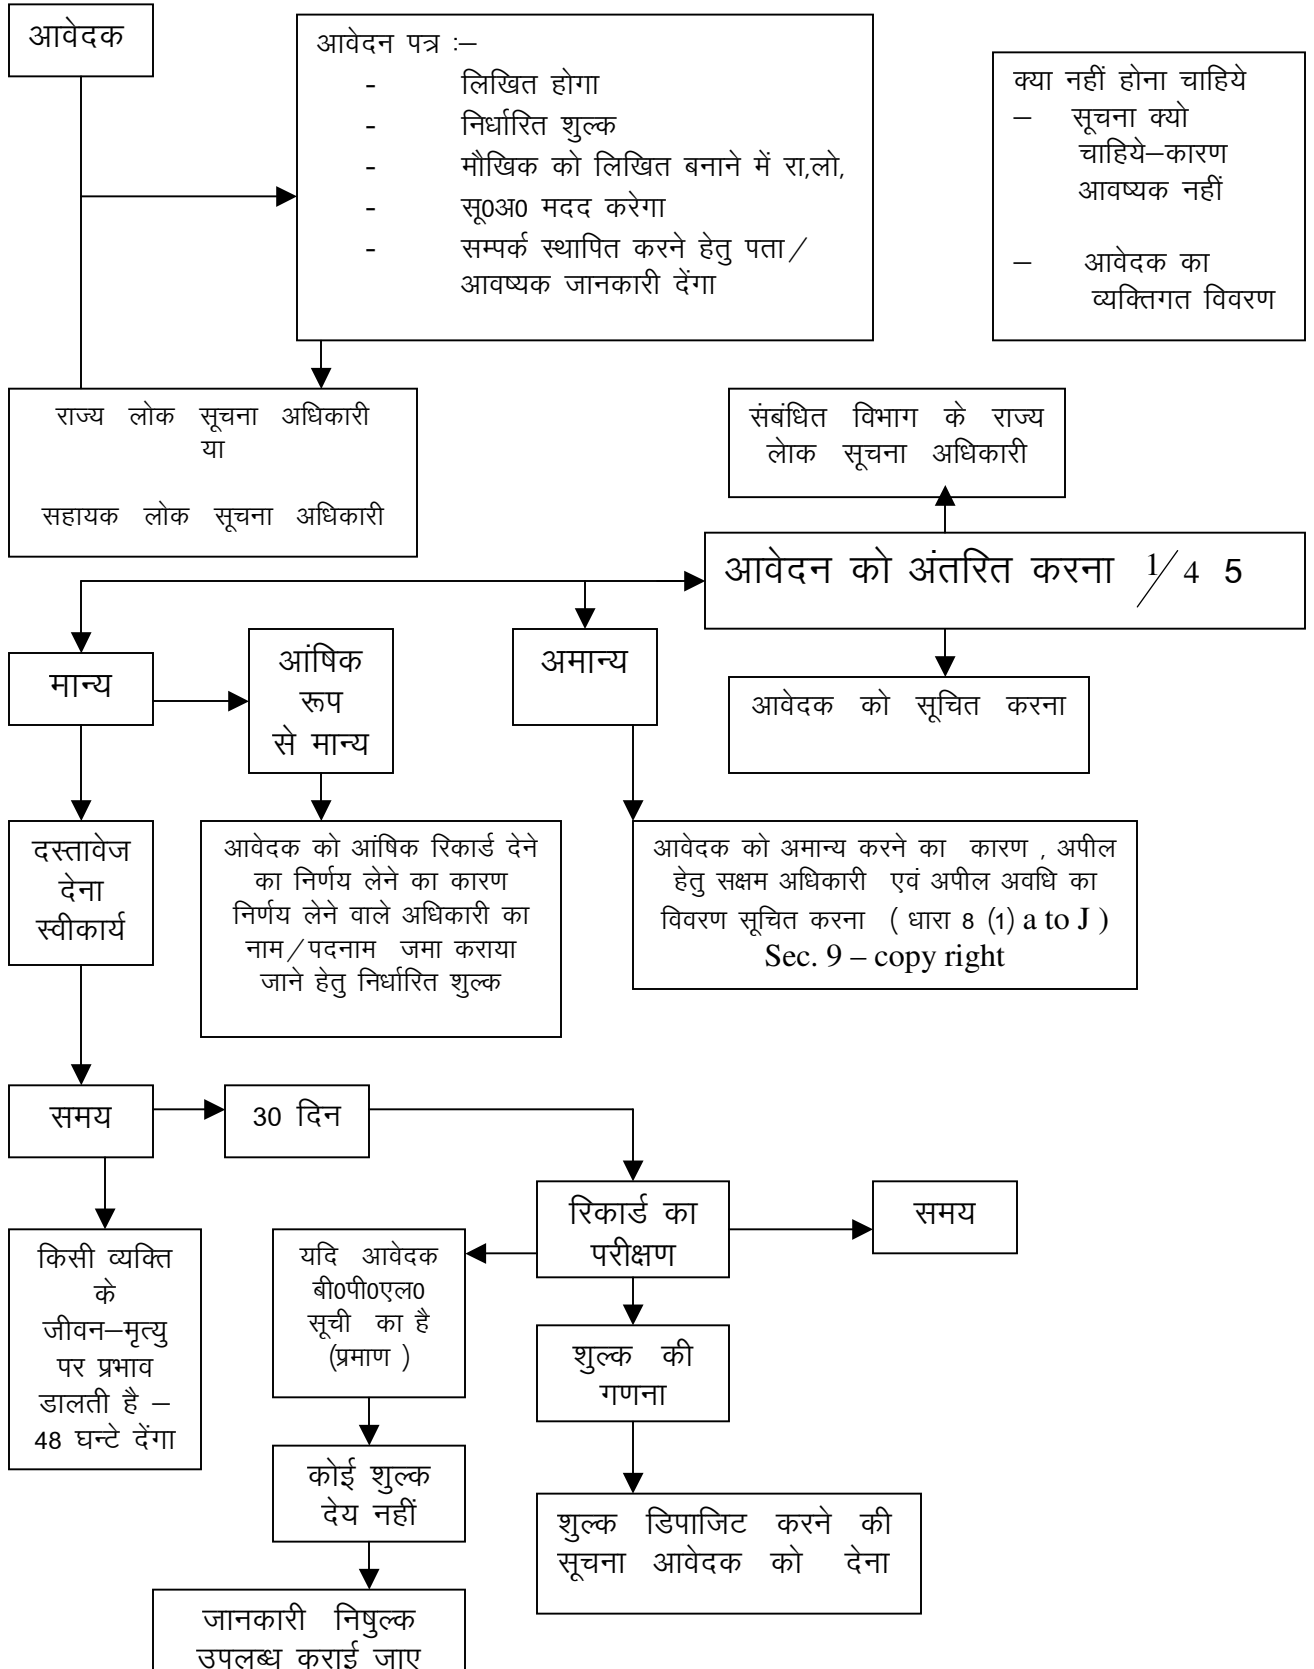 आवेदक
आवेदन पत्र :–
- लिखित होगा
- निर्धारित शुल्क
- मौखिक को लिखित बनाने में रा,लो,
- सू0अ0 मदद करेगा
- सम्पर्क स्थापित करने हेतु पता/
आवष्यक जानकारी देंगा
क्या नहीं होना चाहिये
– सूचना क्यो
चाहिये–कारण
आवष्यक नहीं
– आवेदक का
व्यक्तिगत विवरण
राज्य लोक सूचना अधिकारी
या
सहायक लोक सूचना अधिकारी
संबंधित विभाग के राज्य
लेाक सूचना अधिकारी
आवेदन को अंतरित करना 1/4 5
मान्य
आंषिक
रूप
से मान्य
अमान्य
आवेदक को सूचित करना
दस्तावेज
देना
स्वीकार्य
आवेदक को आंषिक रिकार्ड देने
का निर्णय लेने का कारण
निर्णय लेने वाले अधिकारी का
नाम/पदनाम जमा कराया
जाने हेतु निर्धारित शुल्क
आवेदक को अमान्य करने का कारण , अपील
हेतु सक्षम अधिकारी एवं अपील अवधि का
विवरण सूचित करना ( धारा 8 (1) a to J )
Sec. 9 – copy right
समय
30 दिन
रिकार्ड का
परीक्षण
समय
किसी व्यक्ति
के
जीवन–मृत्यु
पर प्रभाव
डालती है –
48 घन्टे देंगा
यदि आवेदक
बी0पी0एल0
सूची का है
(प्रमाण )
शुल्क की
गणना
कोई शुल्क
देय नहीं
शुल्क डिपाजिट करने की
सूचना आवेदक को देना
जानकारी निषुल्क
उपलब्ध कराई जाए